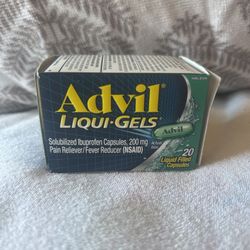 Advil®
LIQUI•GELS®
Solubilized Ibuprofen Capsules, 200 mg
Pain Reliever/Fever Reducer (NSAID)
Advil
20
Liquid Filled
Capsules